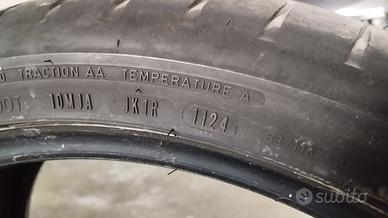 TRACTION AA TEMPERATURE A
DOT 1DMJA JK1R 1124
subito